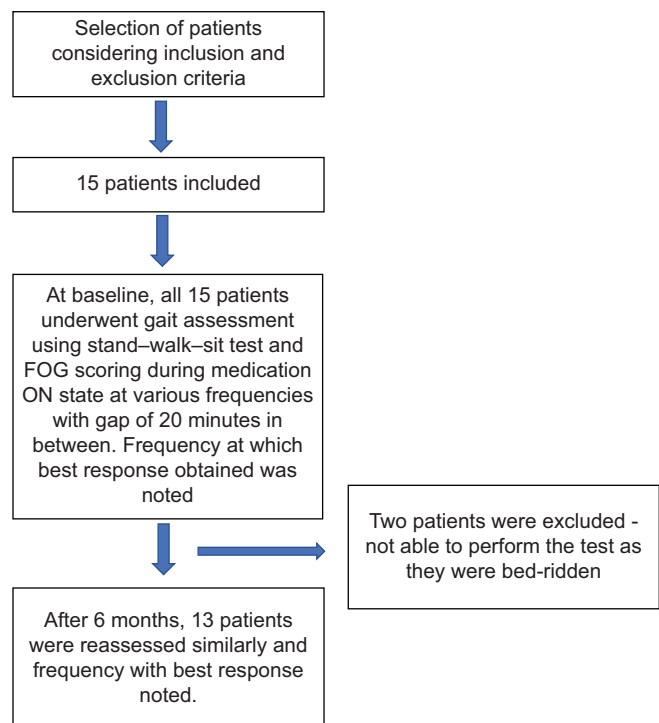 Selection of patients
considering inclusion and
exclusion criteria
15 patients included
At baseline, all 15 patients
underwent gait assessment
using stand–walk–sit test and
FOG scoring during medication
ON state at various frequencies
with gap of 20 minutes in
between. Frequency at which
best response obtained was
noted
Two patients were excluded -
not able to perform the test as
they were bed-ridden
After 6 months, 13 patients
were reassessed similarly and
frequency with best response
noted.